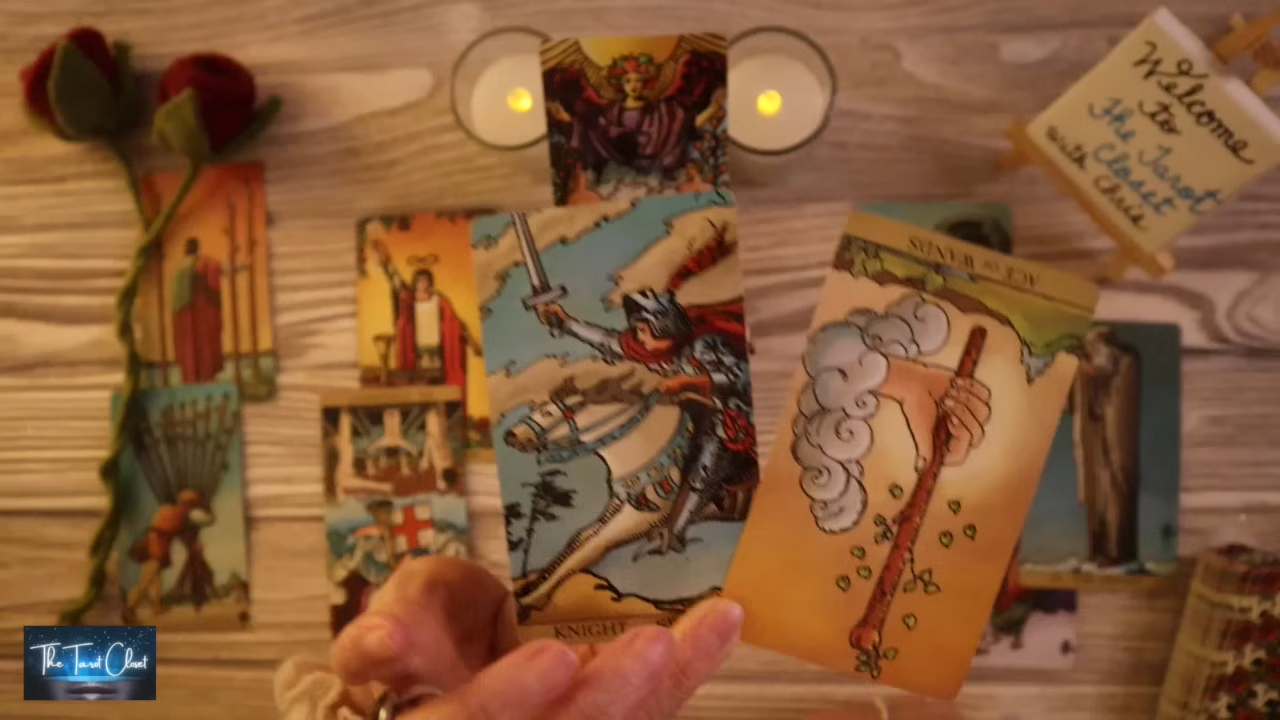 Welcome
to
The Tarot
Closet
with Chris
ACE OF WANDS
KNIGHT
The Tarot Closet